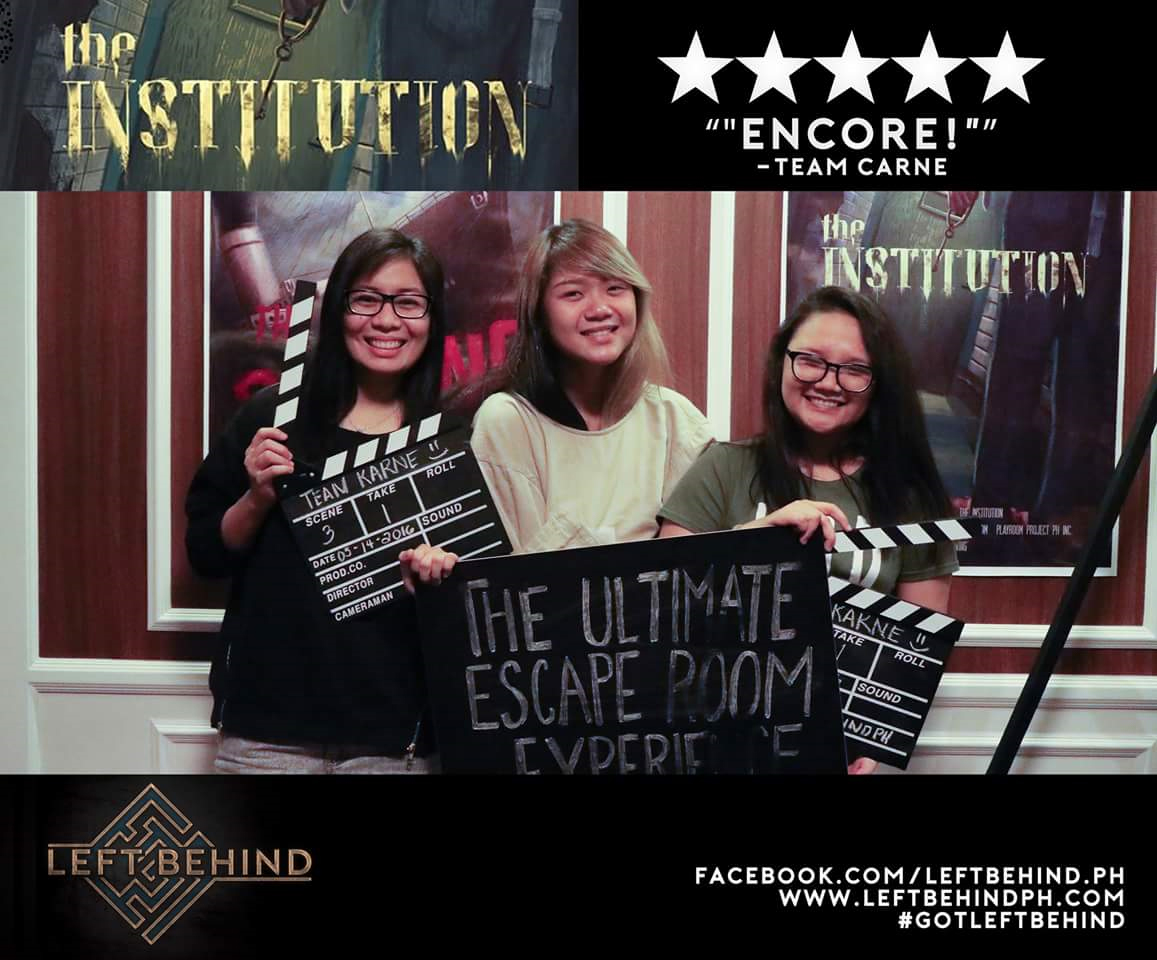 the
INSTITUTION
“"ENCORE!"”
–TEAM CARNE
the
INSTITUTION
THE INSTITUTION
PLAYROOM PROJECT PH INC.
TEAM KARNE
SCENE TAKE ROLL
3 1
DATE 05-14-2016 SOUND
PROD.CO.
DIRECTOR
CAMERAMAN
KARNE
TAKE ROLL
SOUND
THE ULTIMATE
ESCAPE ROOM
EXPERIENCE
LEFT BEHIND
FACEBOOK.COM/LEFTBEHIND.PH
WWW.LEFTBEHINDPH.COM
#GOTLEFTBEHIND